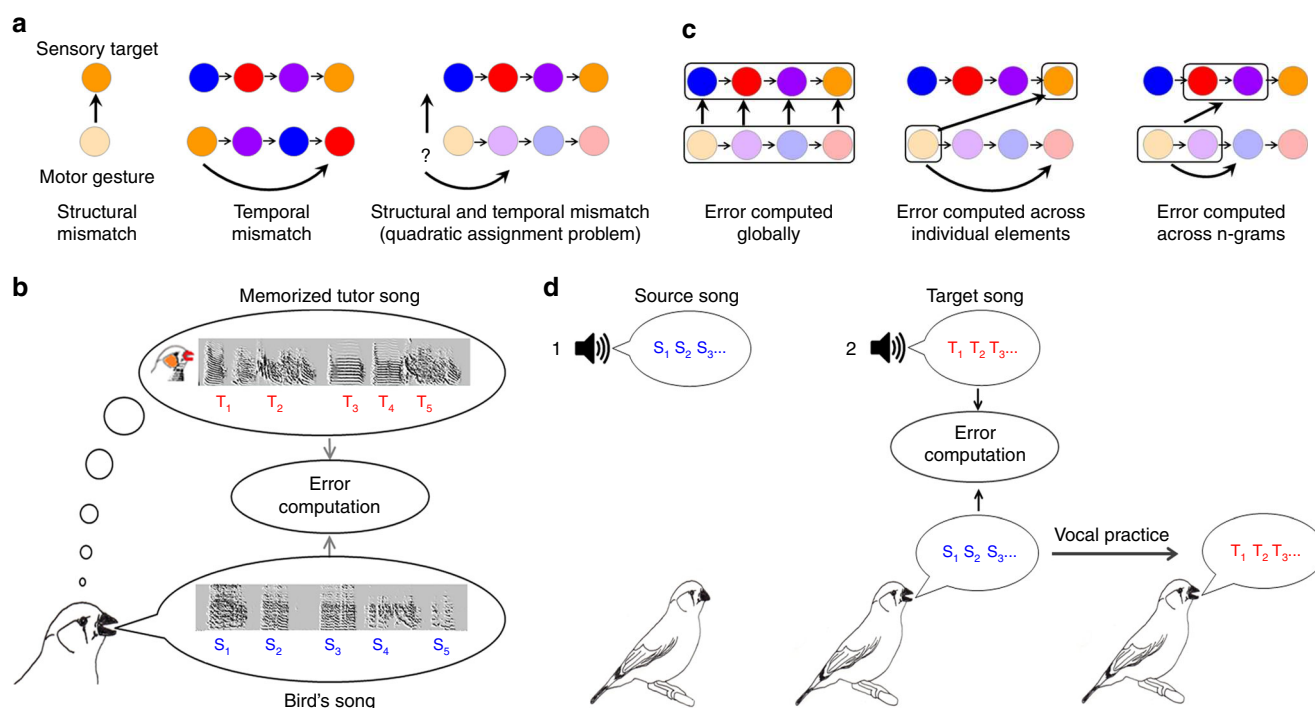 a
Sensory target
Motor gesture
Structural
mismatch
Temporal
mismatch
?
Structural and temporal mismatch
(quadratic assignment problem)
c
Error computed
globally
Error computed across
individual elements
Error computed
across n-grams
b
Memorized tutor song
T1 T2 T3 T4 T5
Error
computation
S1 S2 S3 S4 S5
Bird's song
d
Source song
1
S1 S2 S3...
Target song
2
T1 T2 T3...
Error
computation
S1 S2 S3...
Vocal practice
T1 T2 T3...